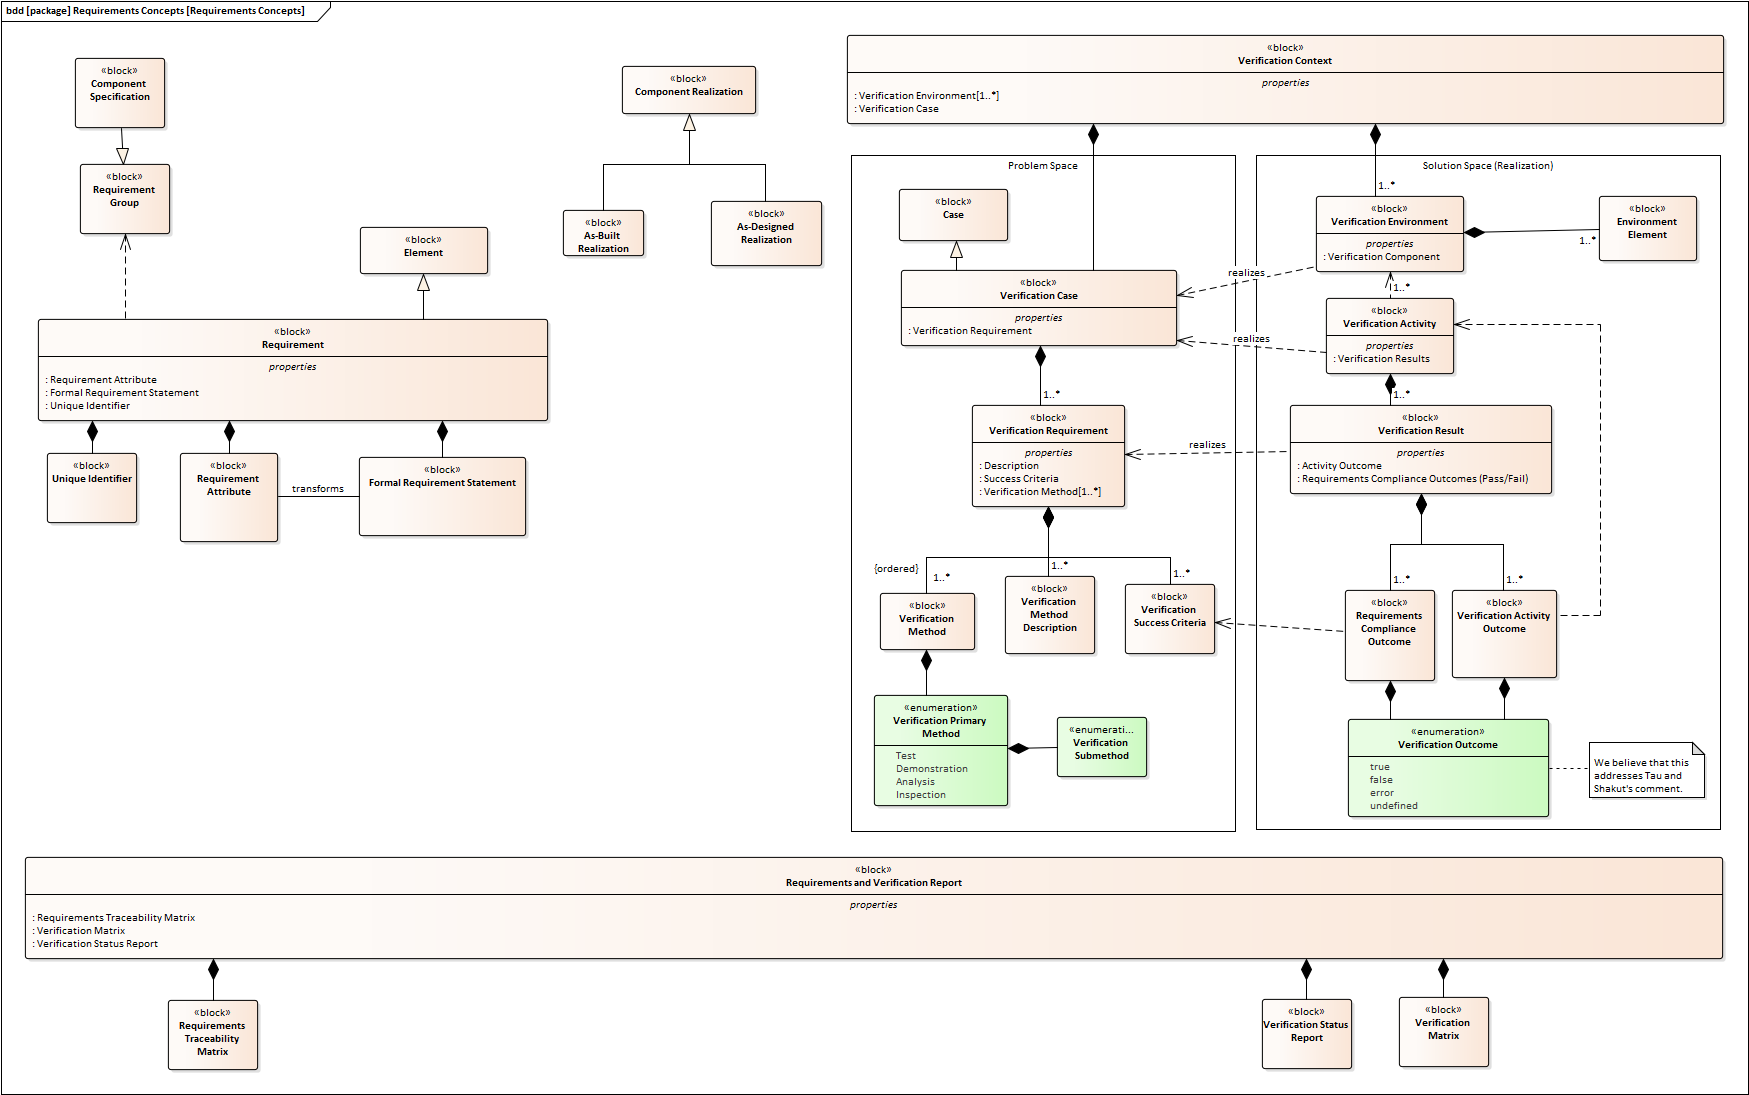 bdd [package] Requirements Concepts [Requirements Concepts]
«block»
Component
Specification
«block»
Requirement
Group
«block»
Element
«block»
Requirement
properties
: Requirement Attribute
: Formal Requirement Statement
: Unique Identifier
«block»
Unique Identifier
«block»
Requirement
Attribute
transforms
«block»
Formal Requirement Statement
«block»
Component Realization
«block»
As-Built
Realization
«block»
As-Designed
Realization
«block»
Verification Context
properties
: Verification Environment[1..*]
: Verification Case
Problem Space
«block»
Case
«block»
Verification Case
properties
: Verification Requirement
1..*
«block»
Verification Requirement
properties
: Description
: Success Criteria
: Verification Method[1..*]
{ordered}
1..*
1..*
1..*
«block»
Verification
Method
«block»
Verification
Method
Description
«block»
Verification
Success Criteria
«enumeration»
Verification Primary
Method
Test
Demonstration
Analysis
Inspection
«enumerati...
Verification
Submethod
realizes
realizes
realizes
Solution Space (Realization)
1..*
«block»
Verification Environment
properties
: Verification Component
1..*
«block»
Environment
Element
1..*
«block»
Verification Activity
properties
: Verification Results
1..*
«block»
Verification Result
properties
: Activity Outcome
: Requirements Compliance Outcomes (Pass/Fail)
1..*
1..*
«block»
Requirements
Compliance
Outcome
«block»
Verification Activity
Outcome
«enumeration»
Verification Outcome
true
false
error
undefined
We believe that this
addresses Tau and
Shakut's comment.
«block»
Requirements and Verification Report
properties
: Requirements Traceability Matrix
: Verification Matrix
: Verification Status Report
«block»
Requirements
Traceability
Matrix
«block»
Verification Status
Report
«block»
Verification
Matrix